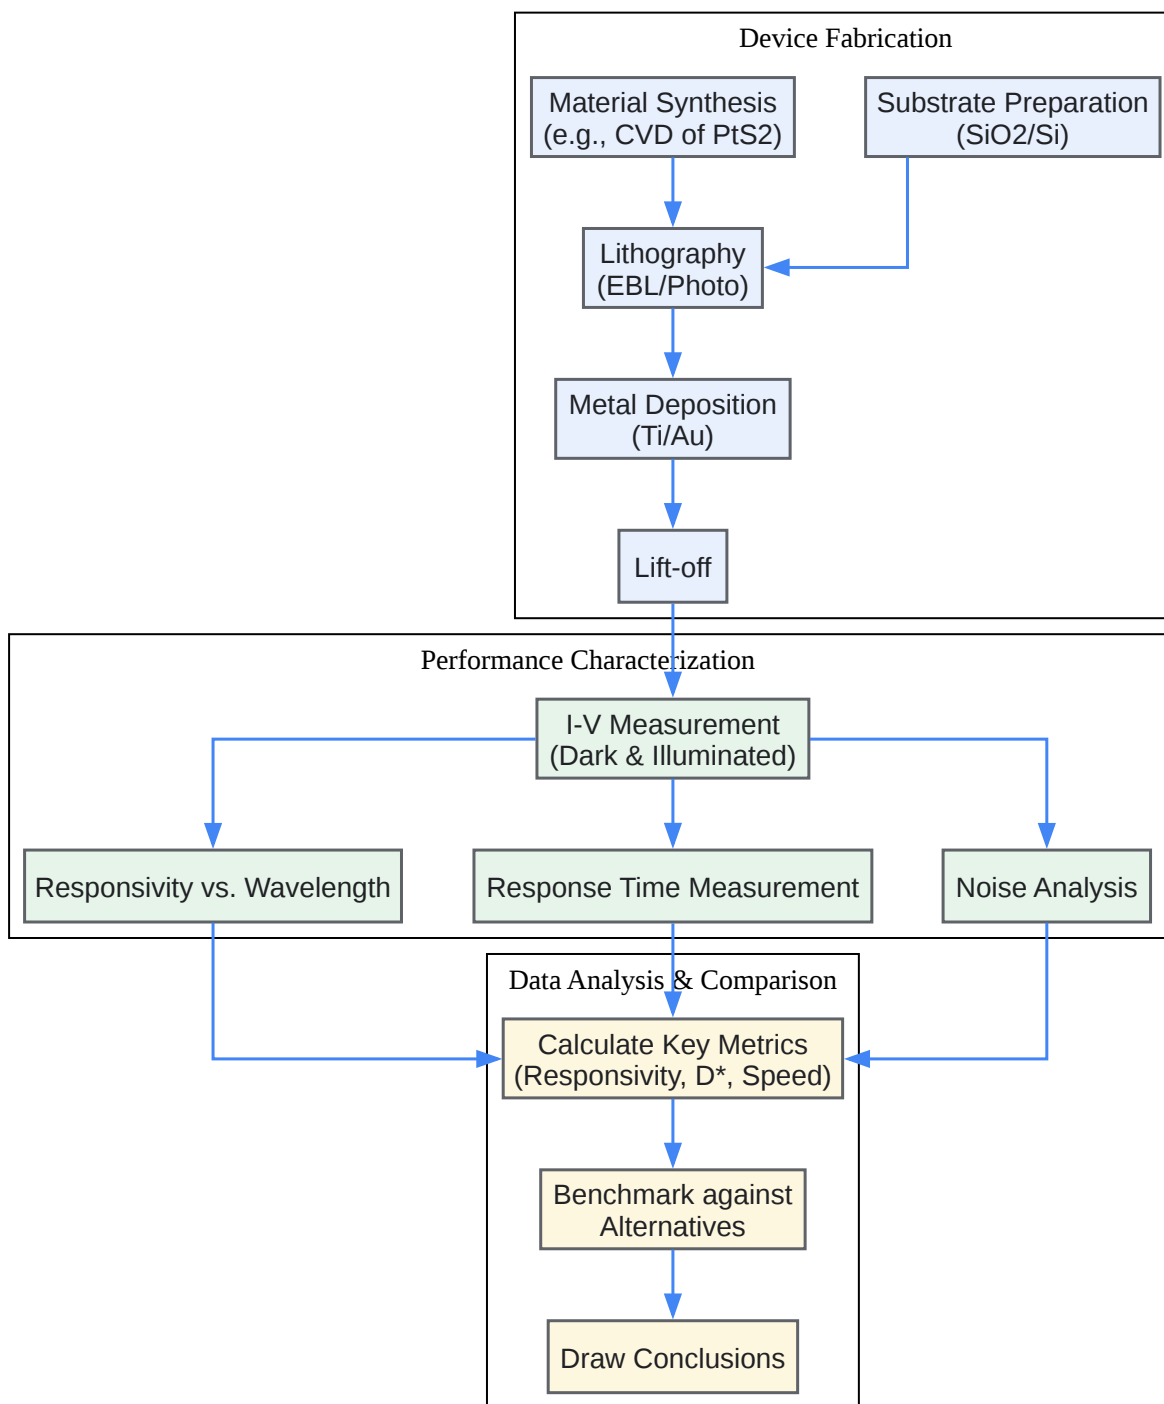 Device Fabrication
Material Synthesis
(e.g., CVD of PtS2)
Substrate Preparation
(SiO2/Si)
Lithography
(EBL/Photo)
Metal Deposition
(Ti/Au)
Lift-off
Performance Characterization
I-V Measurement
(Dark & Illuminated)
Responsivity vs. Wavelength
Response Time Measurement
Noise Analysis
Data Analysis & Comparison
Calculate Key Metrics
(Responsivity, D*, Speed)
Benchmark against
Alternatives
Draw Conclusions